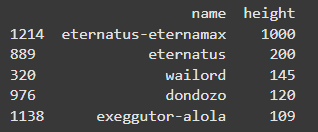 name height
1214 eternatus-eternamax 1000
889 eternatus 200
320 wailord 145
976 dondozo 120
1138 exeggutor-alola 109